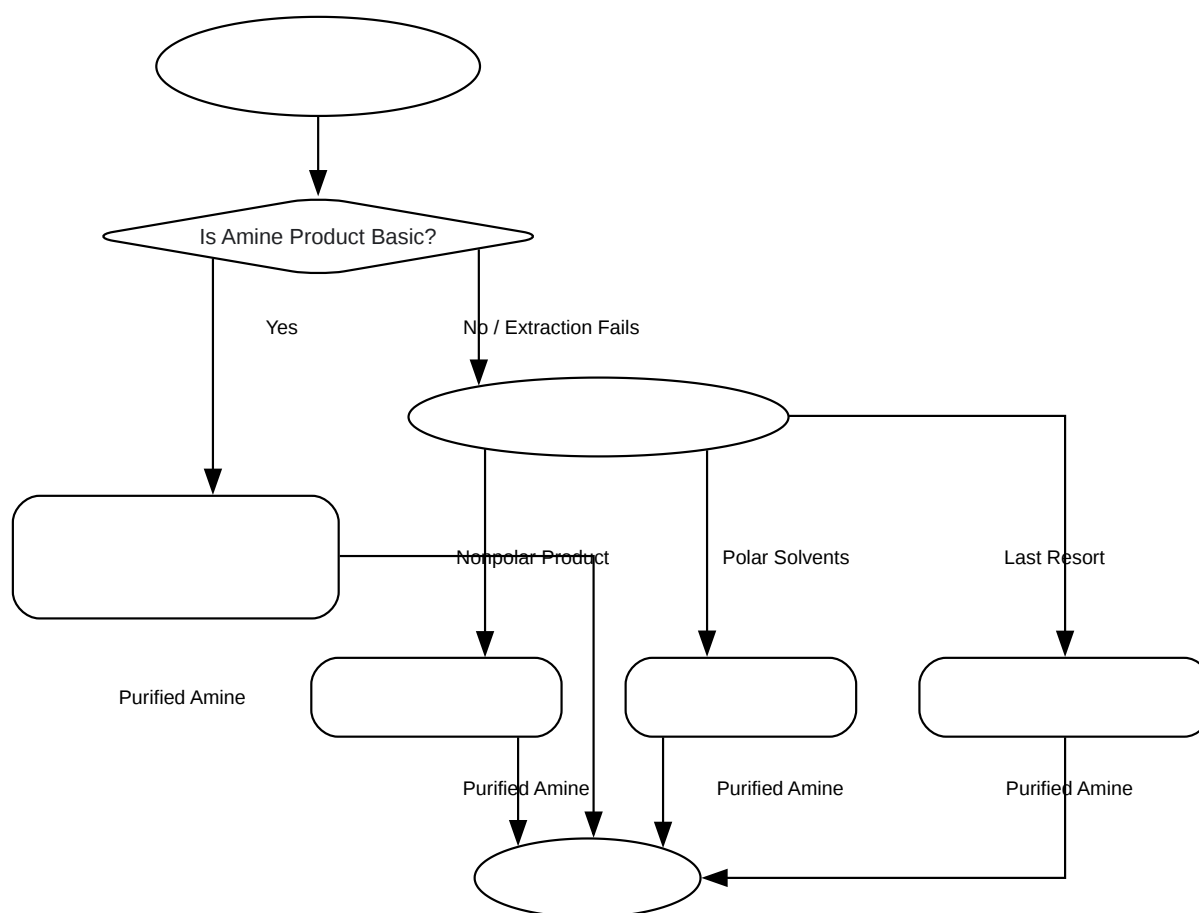 Is Amine Product Basic?
Yes
No / Extraction Fails
Nonpolar Product
Polar Solvents
Last Resort
Purified Amine
Purified Amine
Purified Amine
Purified Amine